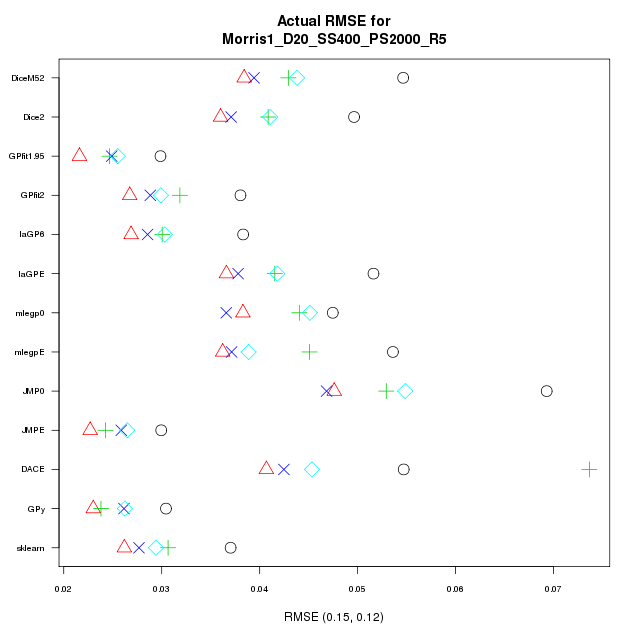 Actual RMSE for
Morris1_D20_SS400_PS2000_R5
DiceM52
Dice2
GPfit1.95
GPfit2
laGP6
laGPE
mlegp0
mlegpE
JMP0
JMPE
DACE
GPy
sklearn
0.02 0.03 0.04 0.05 0.06 0.07
RMSE (0.15, 0.12)